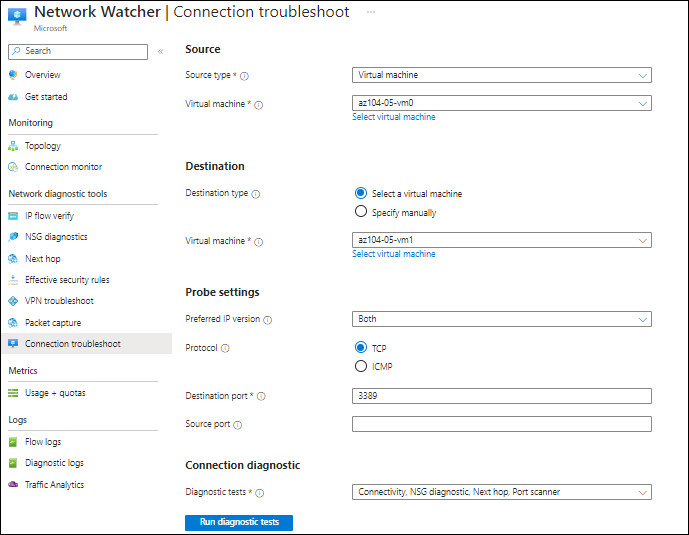 Network Watcher | Connection troubleshoot ...
Microsoft
Search «
Overview
Get started
Monitoring
Topology
Connection monitor
Network diagnostic tools
IP flow verify
NSG diagnostics
Next hop
Effective security rules
VPN troubleshoot
Packet capture
Connection troubleshoot
Metrics
Usage + quotas
Logs
Flow logs
Diagnostic logs
Traffic Analytics
Source
Source type * Virtual machine
Virtual machine * az104-05-vm0
Select virtual machine
Destination
Destination type Select a virtual machine
Specify manually
Virtual machine * az104-05-vm1
Select virtual machine
Probe settings
Preferred IP version Both
Protocol TCP
ICMP
Destination port * 3389
Source port
Connection diagnostic
Diagnostic tests * Connectivity, NSG diagnostic, Next hop, Port scanner
Run diagnostic tests